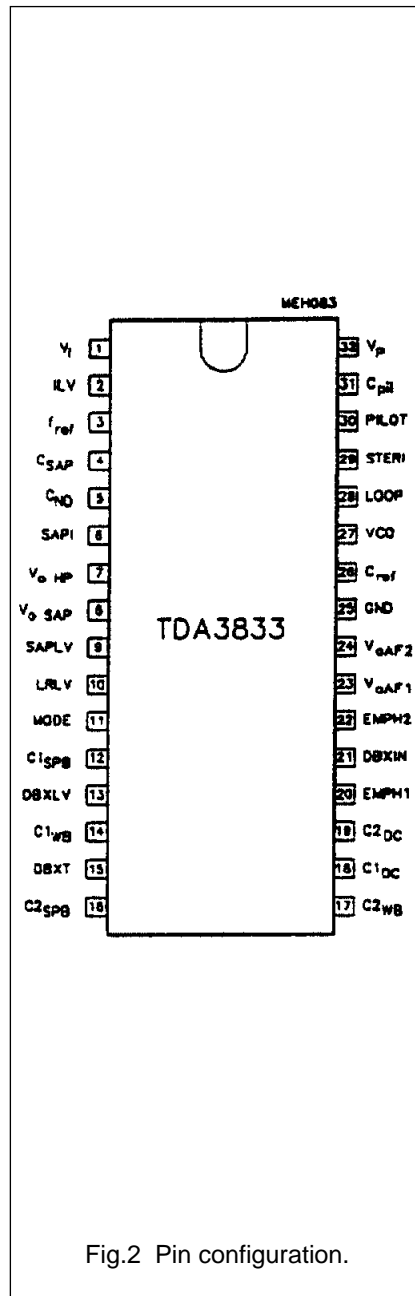 MEH083
V_I 1
ILV 2
f_ref 3
C_SAP 4
C_ND 5
SAPI 6
V_o HP 7
V_o SAP 8
SAPLV 9
LRLV 10
MODE 11
C1_SPB 12
DBXLV 13
C1_WB 14
DBXT 15
C2_SPB 16
TDA3833
32 V_P
31 C_pil
30 PILOT
29 STERI
28 LOOP
27 VCO
26 C_ref
25 GND
24 V_oAF2
23 V_oAF1
22 EMPH2
21 DBXIN
20 EMPH1
19 C2_DC
18 C1_DC
17 C2_WB
Fig.2 Pin configuration.